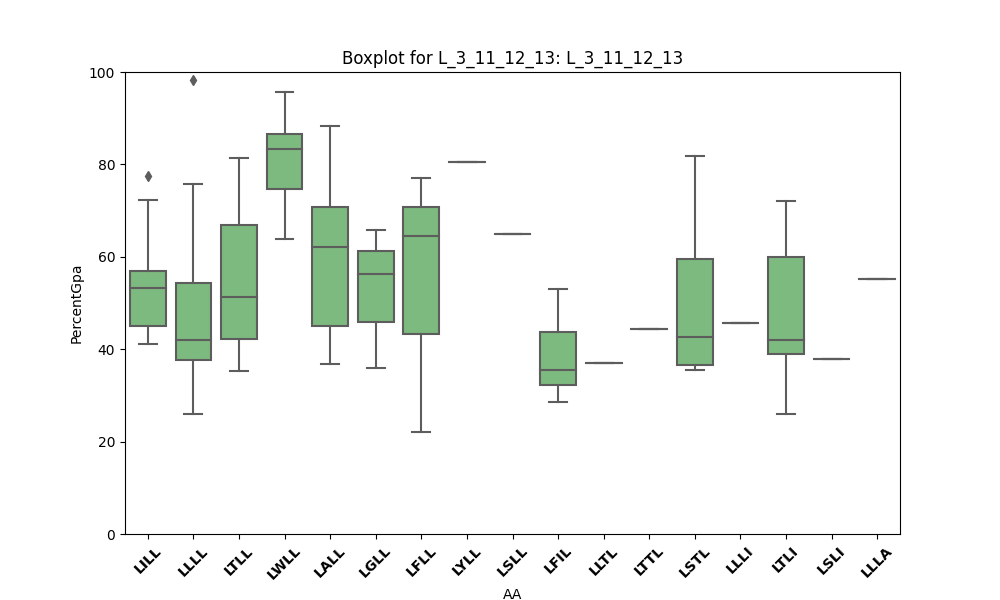 Boxplot for L_3_11_12_13: L_3_11_12_13
100
80
60
40
20
0
PercentGpa
LILL LLLL LTLL LWLL LALL LGLL LFLL LYLL LSLL LFIL LLTL LTTL LSTL LLLI LTLI LSLI LLLA
AA